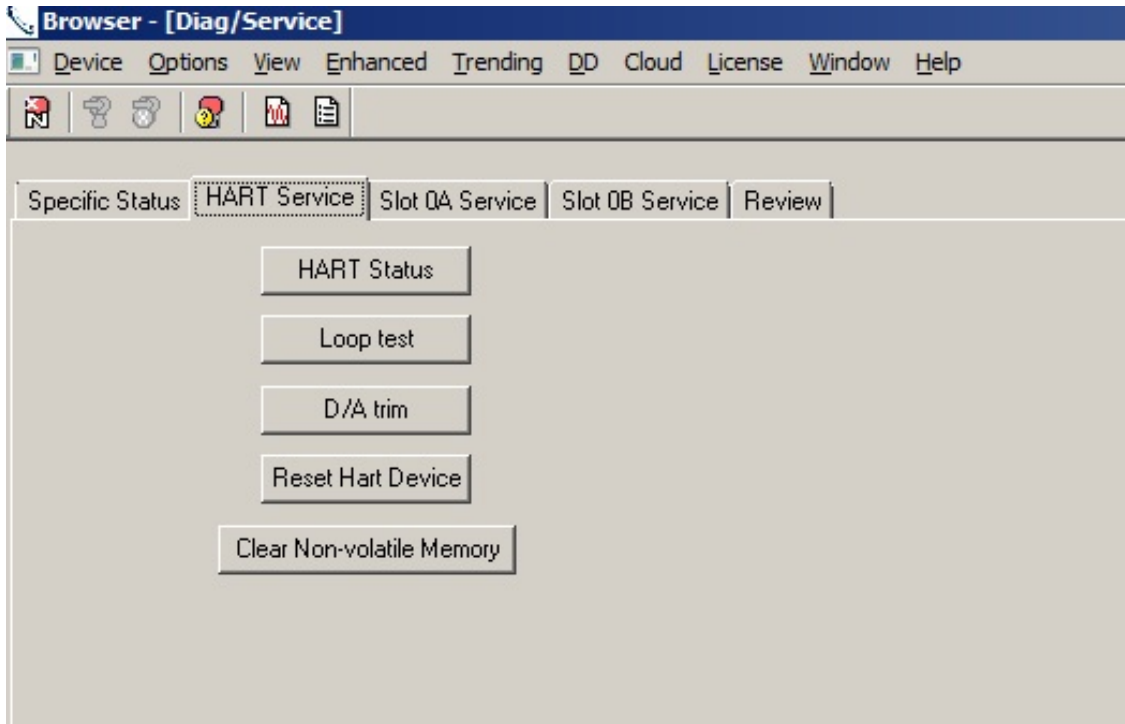 Browser - [Diag/Service]
Device Options View Enhanced Trending DD Cloud License Window Help
Specific Status HART Service Slot 0A Service Slot 0B Service Review
HART Status
Loop test
D/A trim
Reset Hart Device
Clear Non-volatile Memory